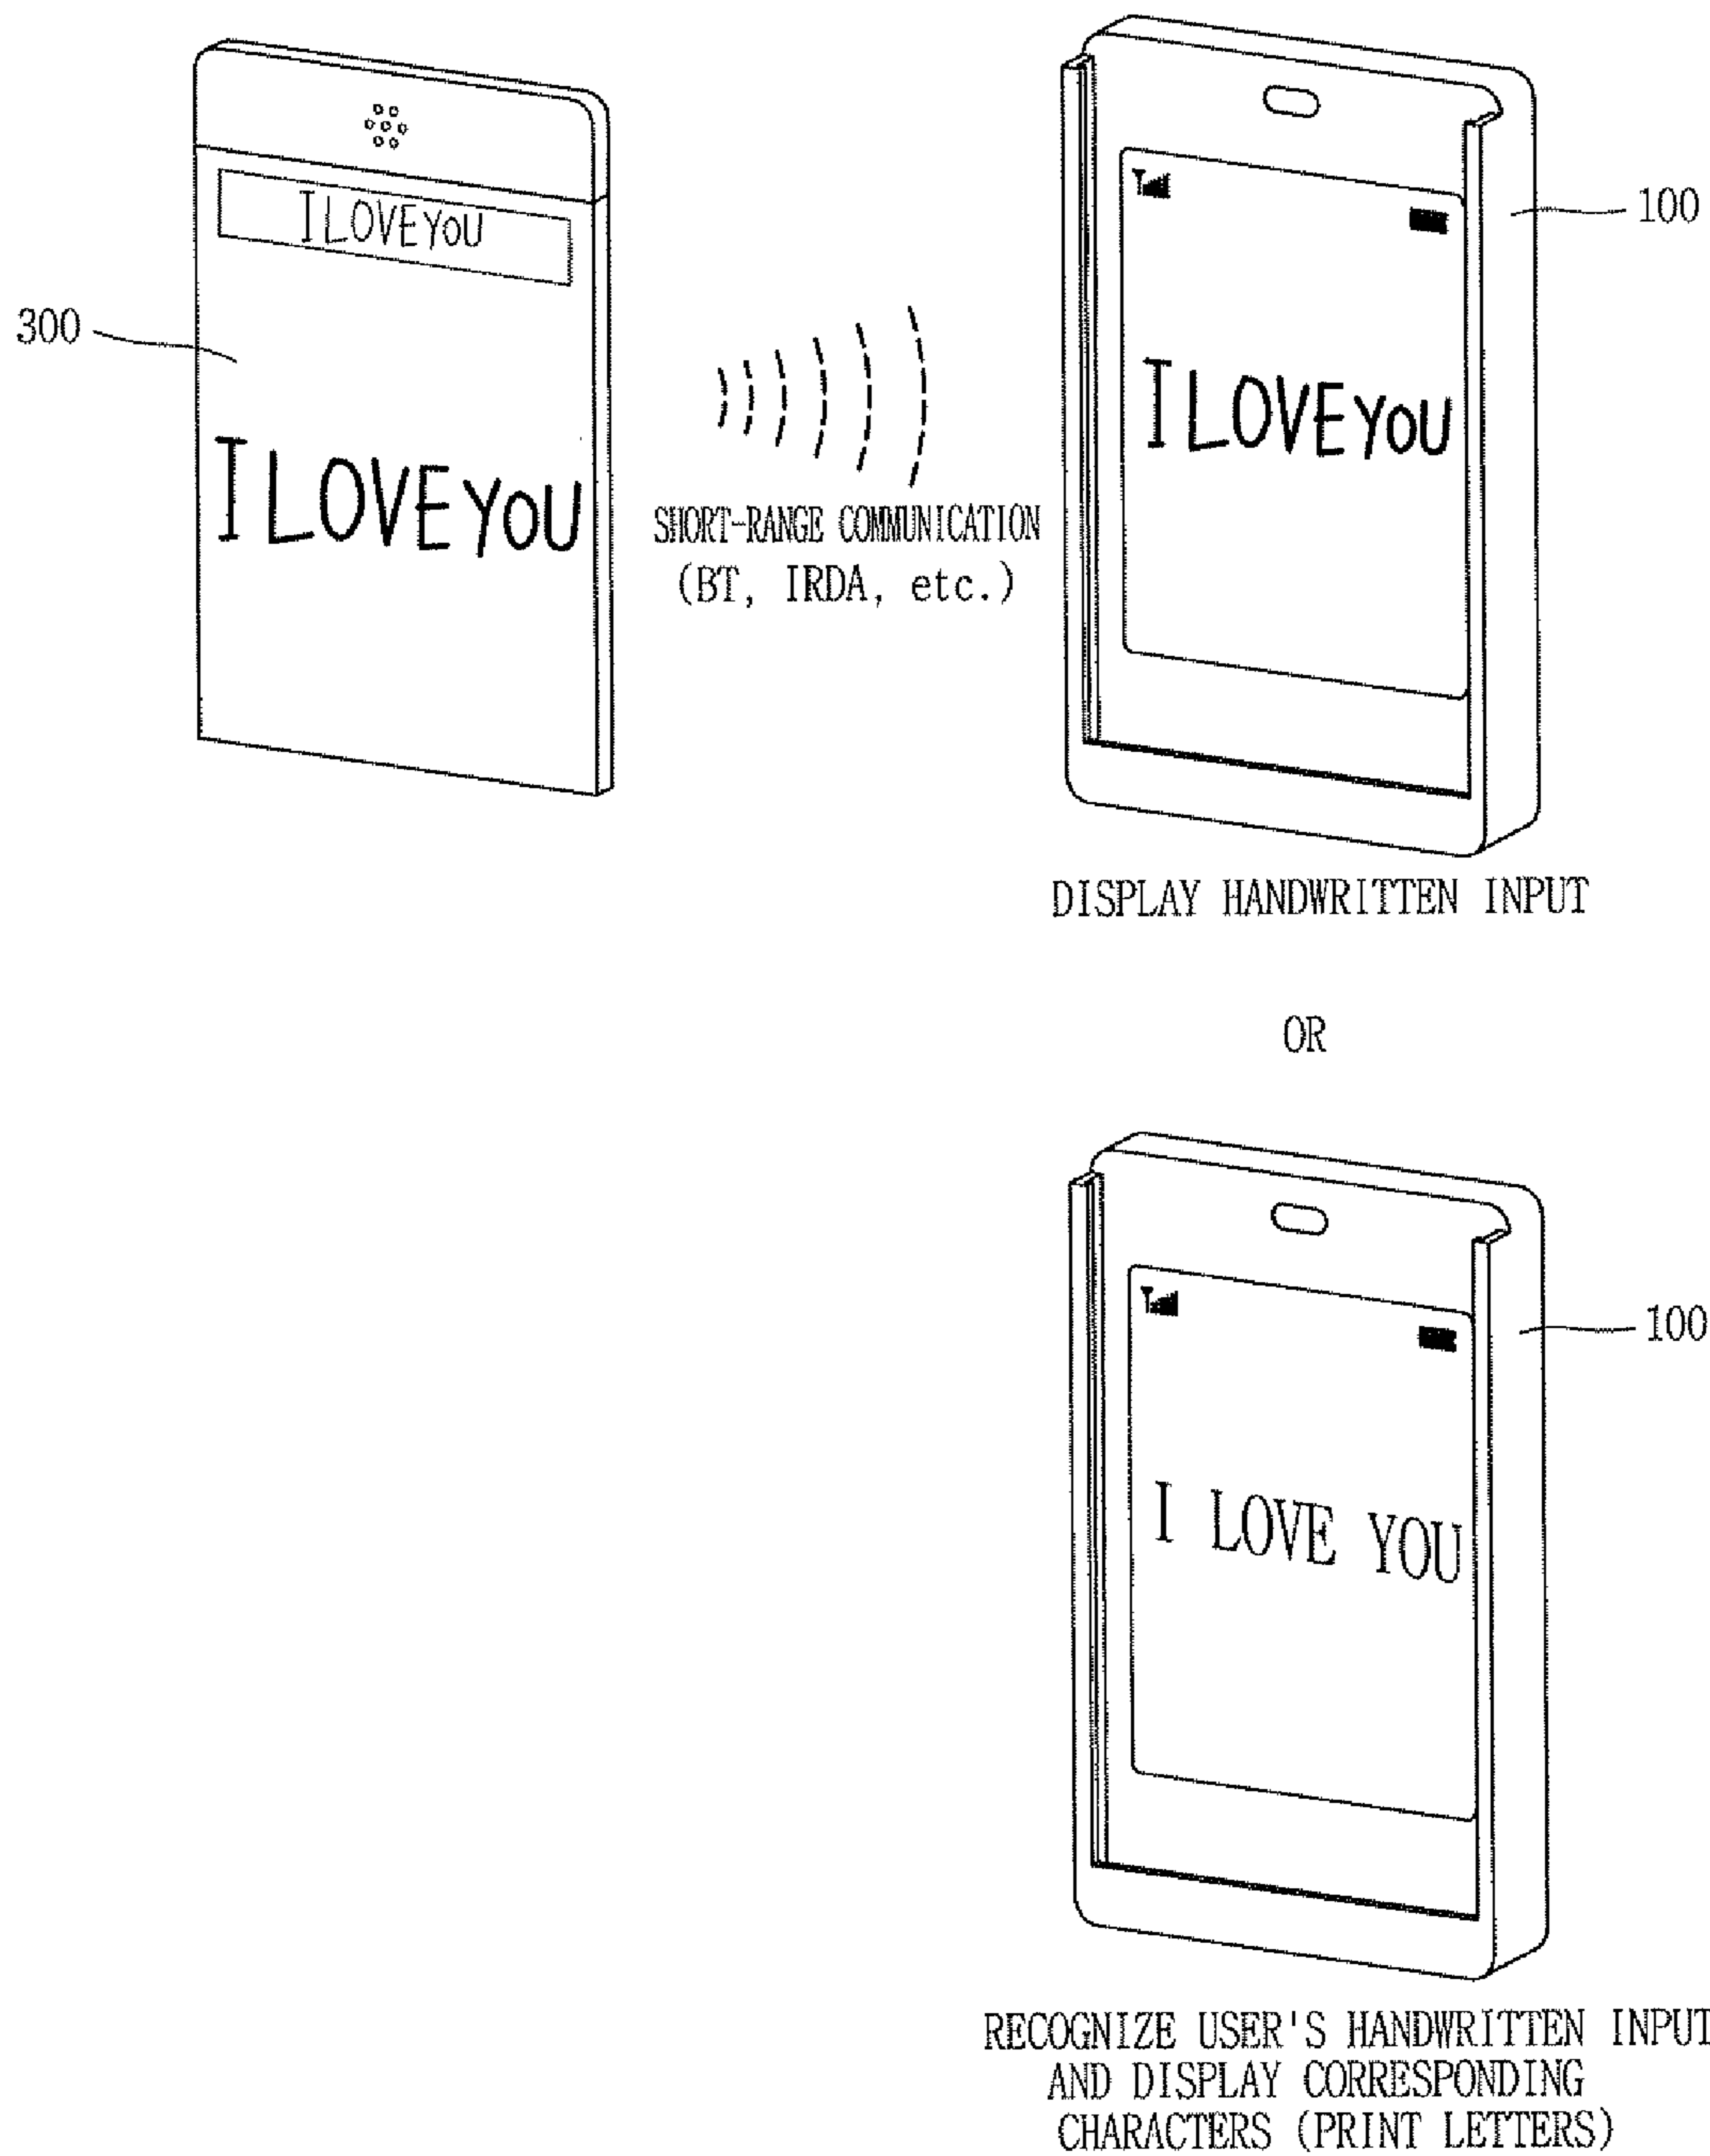 I LOVE YOU
300
I LOVE YOU
SHORT-RANGE COMMUNICATION
(BT, IRDA, etc.)
100
I LOVE YOU
DISPLAY HANDWRITTEN INPUT
OR
100
I LOVE YOU
RECOGNIZE USER'S HANDWRITTEN INPUT
AND DISPLAY CORRESPONDING
CHARACTERS (PRINT LETTERS)